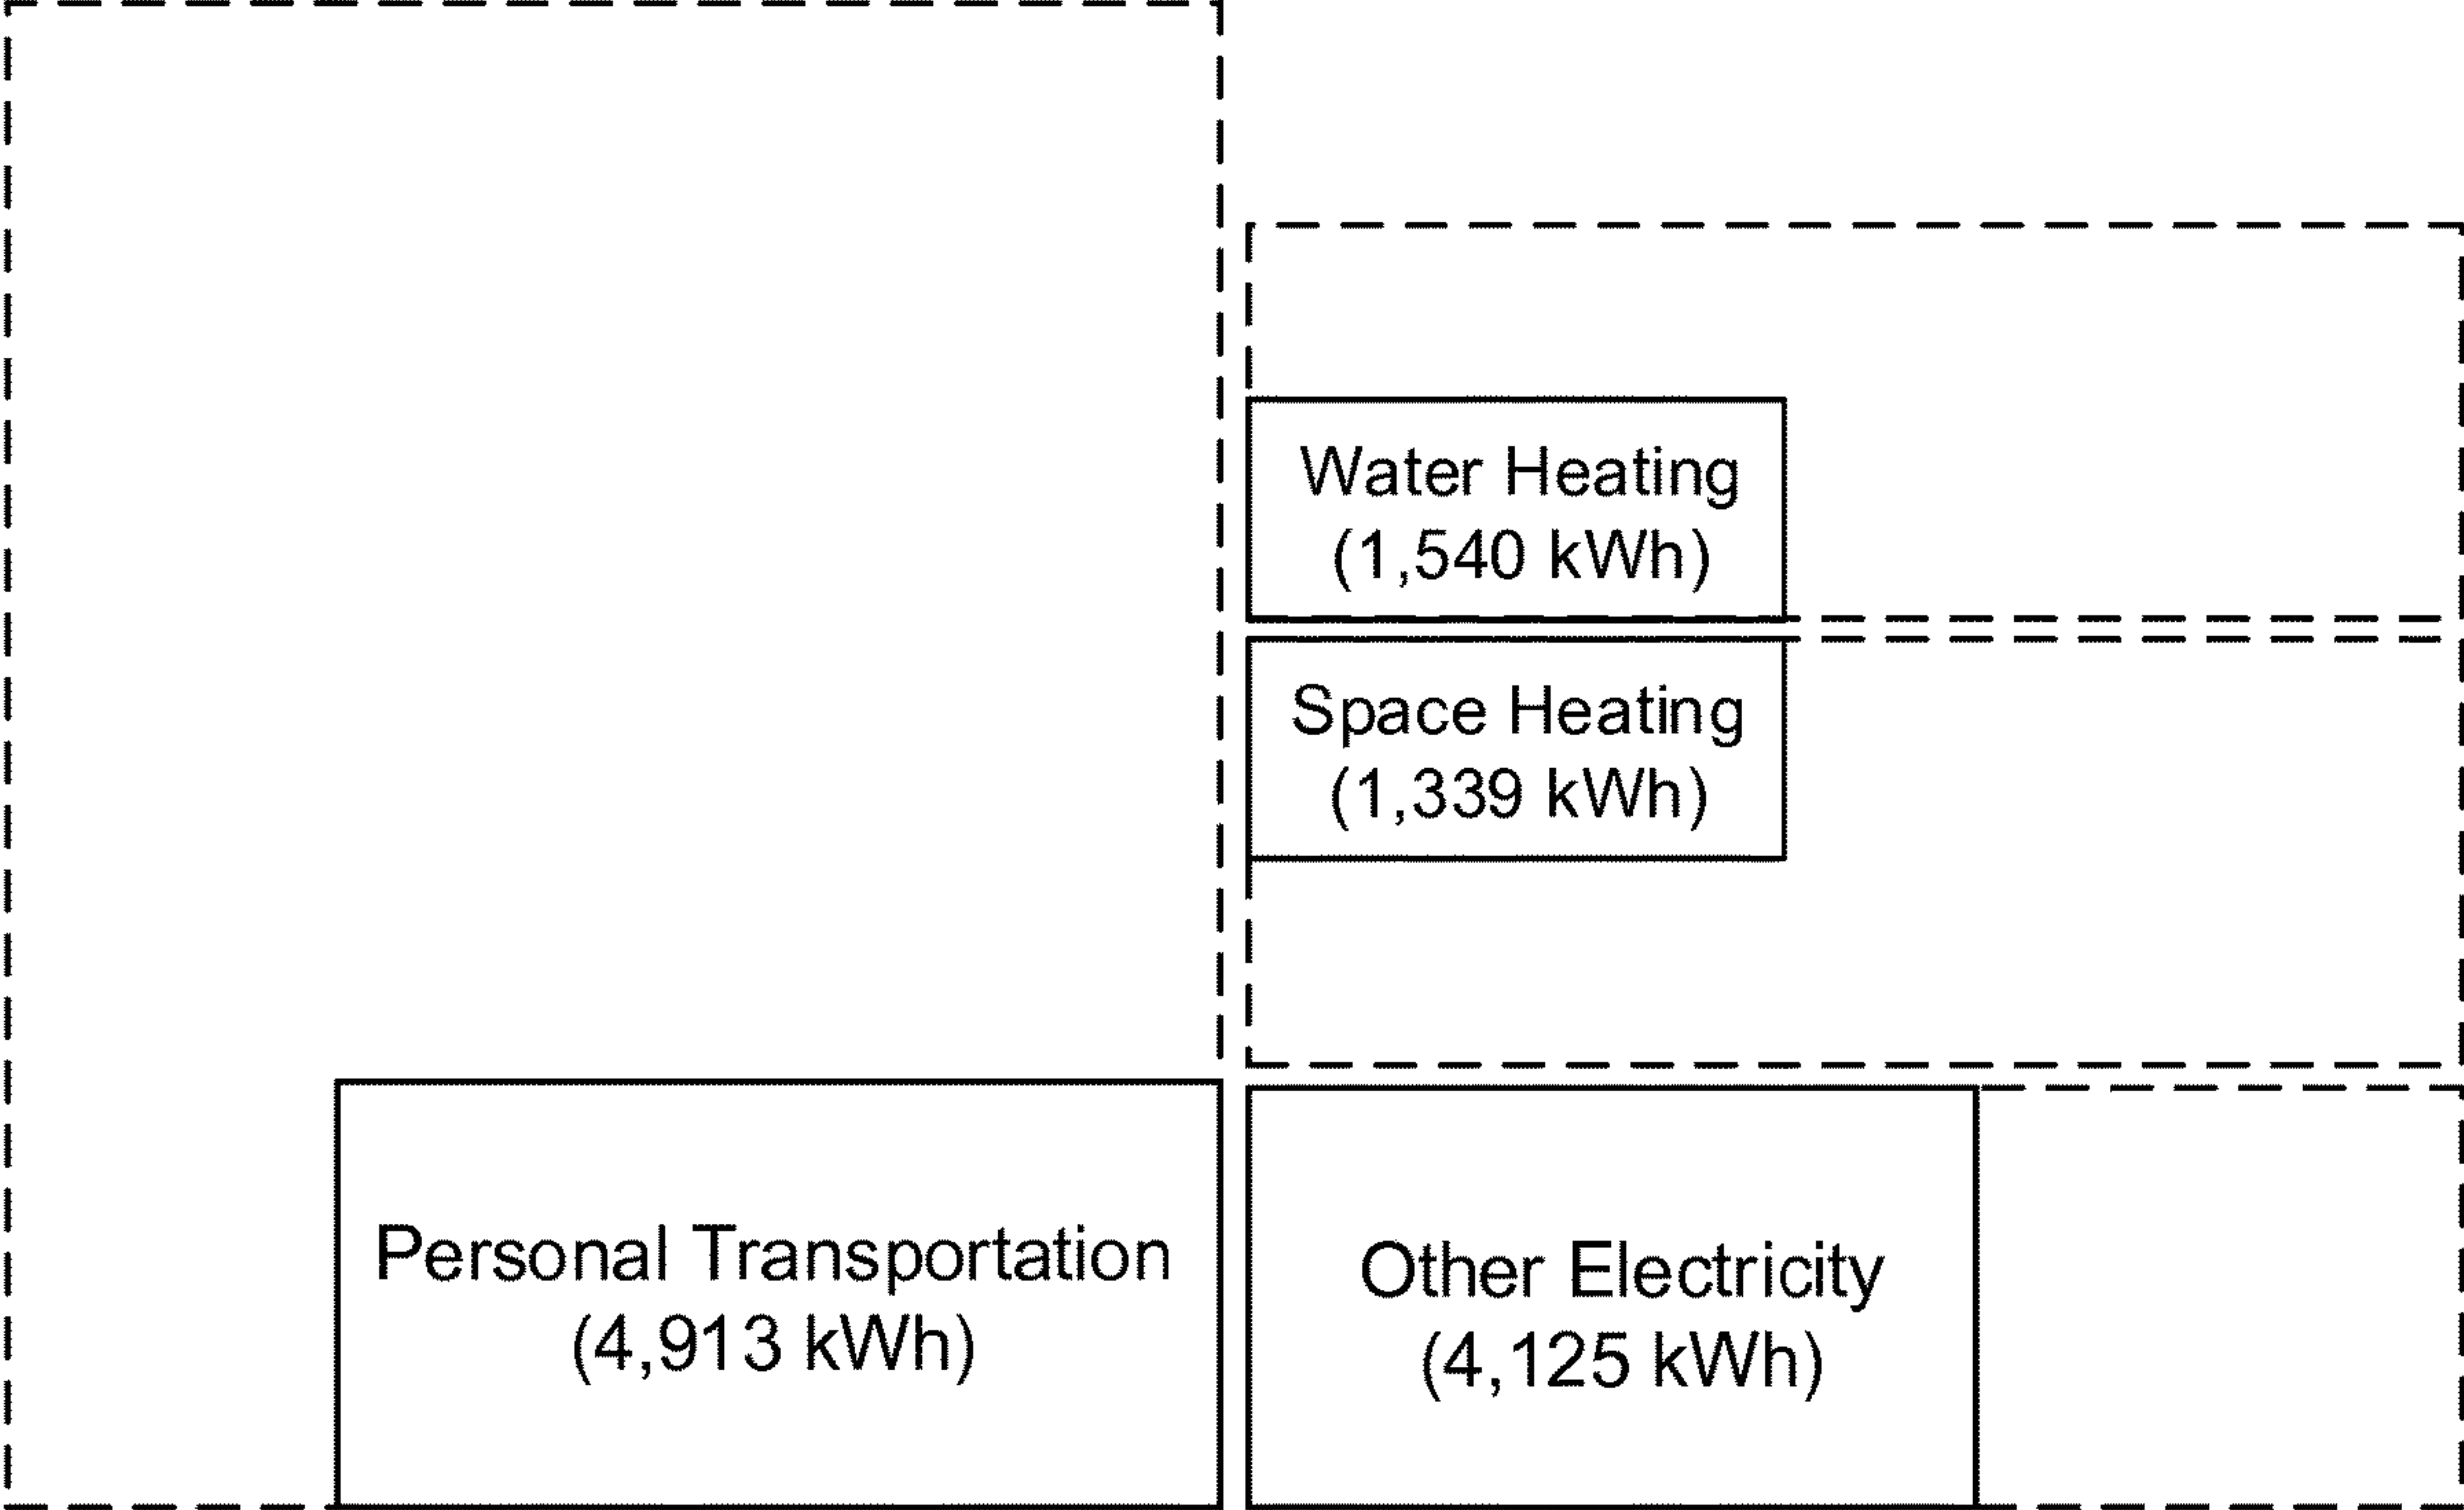 Water Heating
(1,540 kWh)
Space Heating
(1,339 kWh)
Personal Transportation
(4,913 kWh)
Other Electricity
(4,125 kWh)